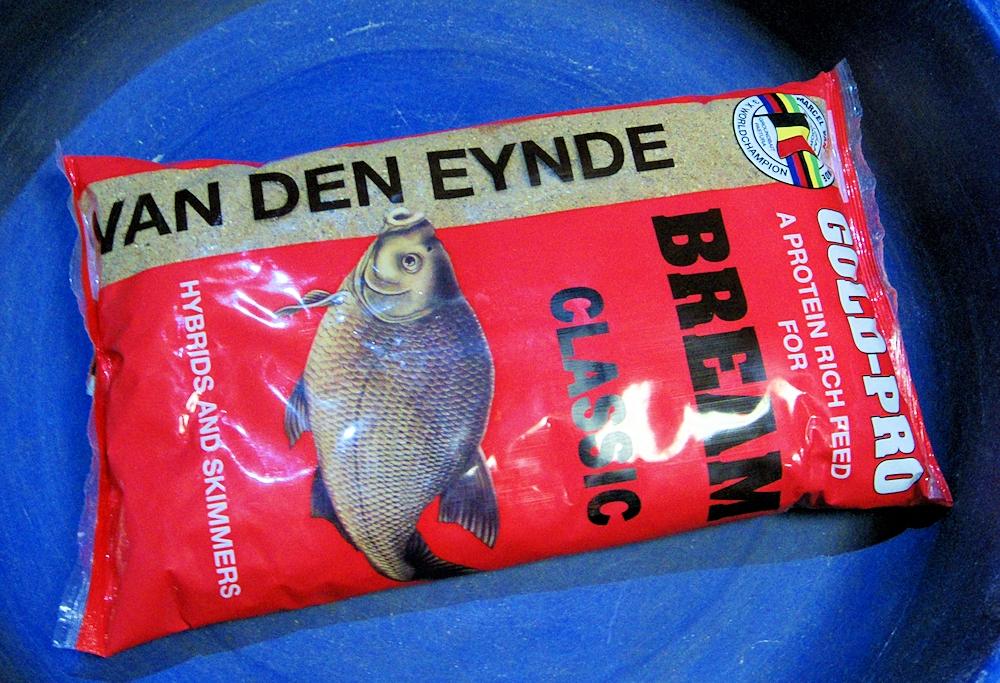 VAN DEN EYNDE
GOLD-PRO
A PROTEIN RICH FEED
FOR
BREAM
CLASSIC
HYBRIDS AND SKIMMERS
MARCEL
WORLDCHAMPION